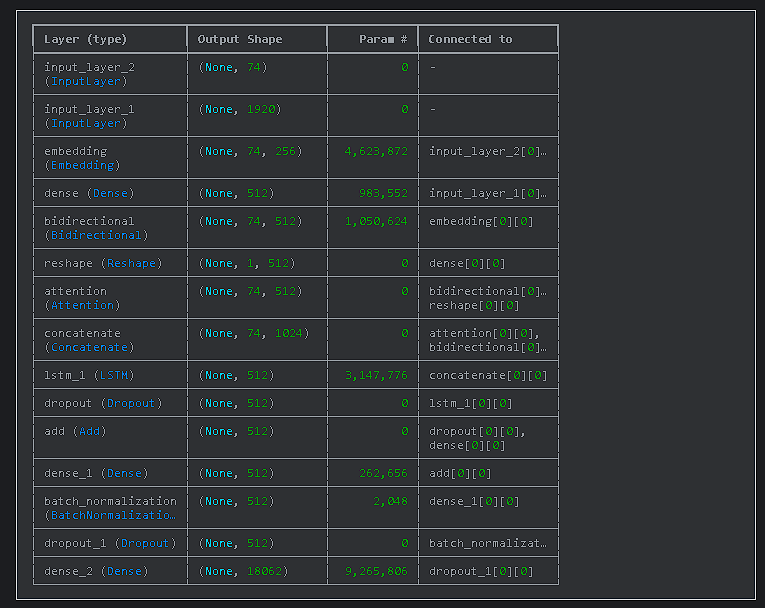 Layer (type) Output Shape Param # Connected to
input_layer_2 (None, 74) 0 -
(InputLayer)
input_layer_1 (None, 1920) 0 -
(InputLayer)
embedding (None, 74, 256) 4,623,872 input_layer_2[0]…
(Embedding)
dense (Dense) (None, 512) 983,552 input_layer_1[0]…
bidirectional (None, 74, 512) 1,050,624 embedding[0][0]
(Bidirectional)
reshape (Reshape) (None, 1, 512) 0 dense[0][0]
attention (None, 74, 512) 0 bidirectional[0]…
(Attention) reshape[0][0]
concatenate (None, 74, 1024) 0 attention[0][0],
(Concatenate) bidirectional[0]…
lstm_1 (LSTM) (None, 512) 3,147,776 concatenate[0][0]
dropout (Dropout) (None, 512) 0 lstm_1[0][0]
add (Add) (None, 512) 0 dropout[0][0],
dense[0][0]
dense_1 (Dense) (None, 512) 262,656 add[0][0]
batch_normalization (None, 512) 2,048 dense_1[0][0]
(BatchNormalizatio…
dropout_1 (Dropout) (None, 512) 0 batch_normalizat…
dense_2 (Dense) (None, 18062) 9,265,806 dropout_1[0][0]